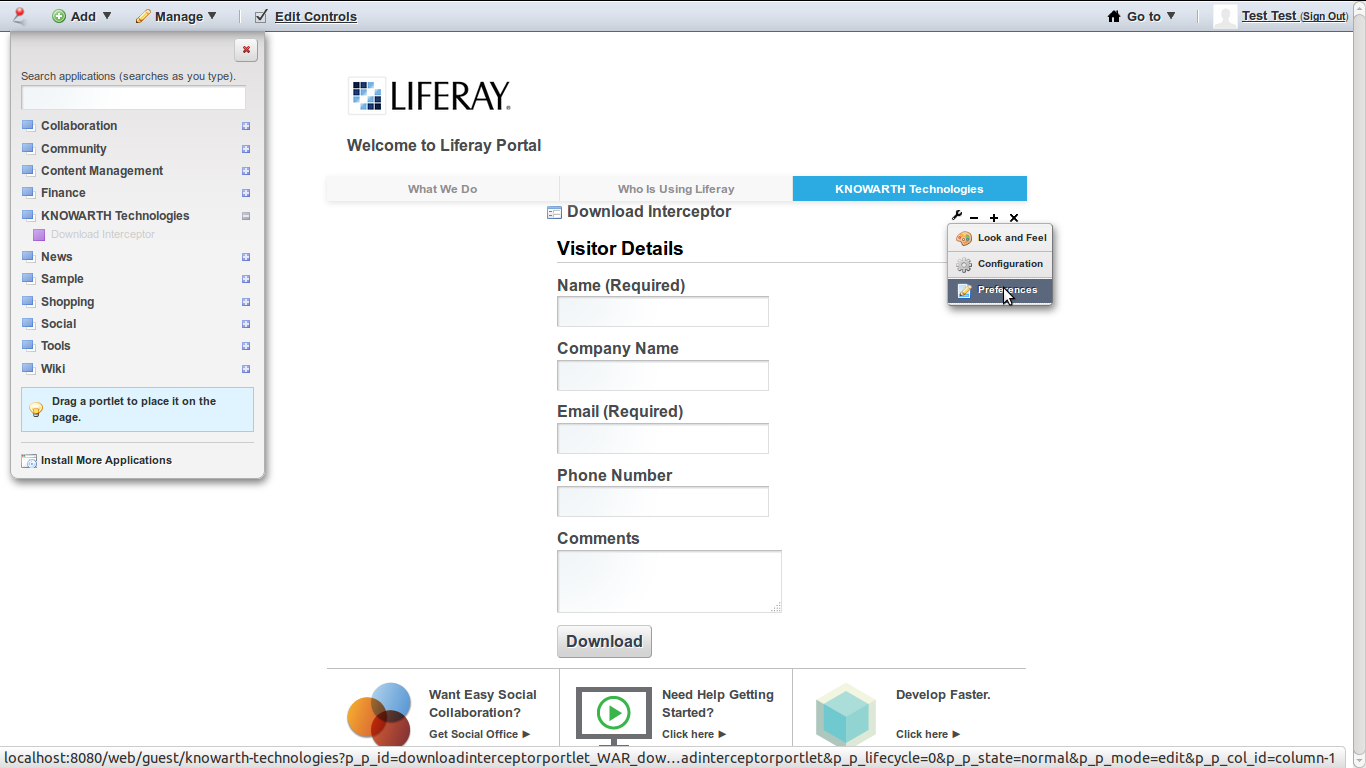 Add ▼ Manage ▼ Edit Controls Go to ▼ Test Test (Sign Out)
Search applications (searches as you type).
Collaboration
Community
Content Management
Finance
KNOWARTH Technologies
Download Interceptor
News
Sample
Shopping
Social
Tools
Wiki
Drag a portlet to place it on the
page.
Install More Applications
LIFERAY.
Welcome to Liferay Portal
What We Do
Who Is Using Liferay
KNOWARTH Technologies
Download Interceptor
Look and Feel
Configuration
Preferences
Visitor Details
Name (Required)
Company Name
Email (Required)
Phone Number
Comments
Download
Want Easy Social
Collaboration?
Get Social Office ►
Need Help Getting
Started?
Click here ►
Develop Faster.
Click here ►
localhost:8080/web/guest/knowarth-technologies?p_p_id=downloadinterceptorportlet_WAR_dow...adinterceptorportlet&p_p_lifecycle=0&p_p_state=normal&p_p_mode=edit&p_p_col_id=column-1